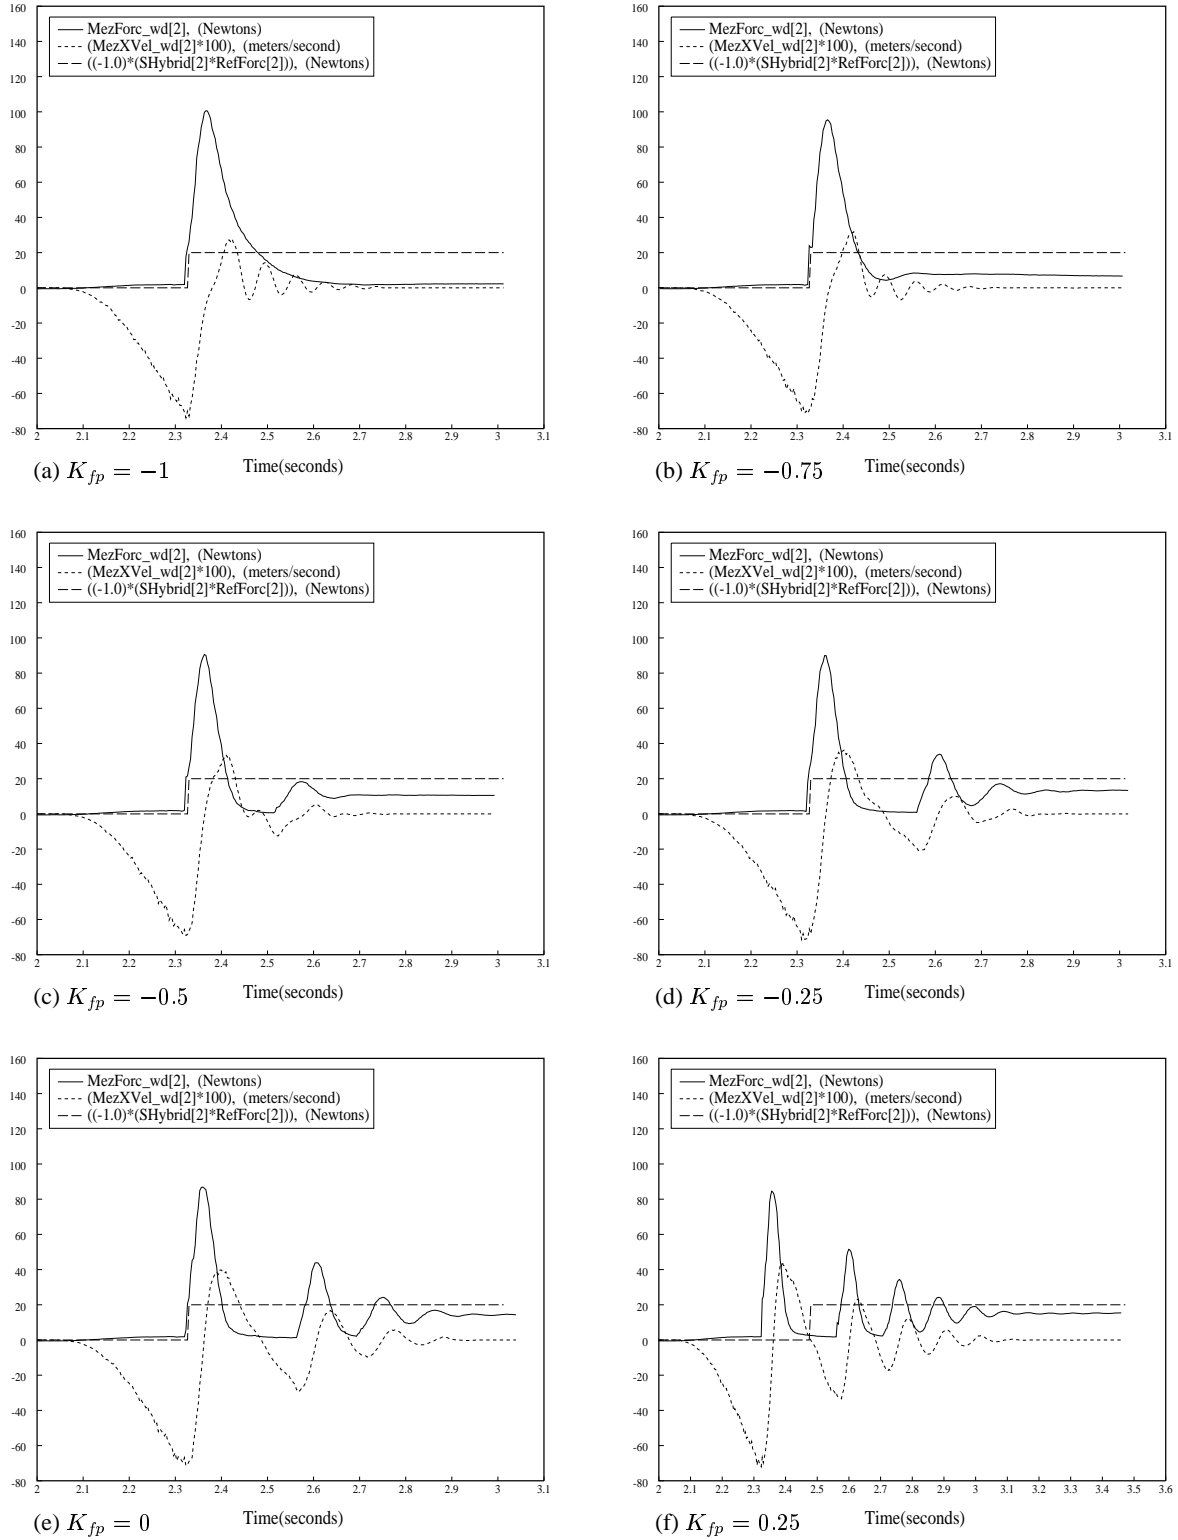 160
140
120
100
80
60
40
20
0
-20
-40
-60
-80
MezForc_wd[2], (Newtons)
(MezXVel_wd[2]*100), (meters/second)
((-1.0)*(SHybrid[2]*RefForc[2])), (Newtons)
2 2.1 2.2 2.3 2.4 2.5 2.6 2.7 2.8 2.9 3 3.1
Time(seconds)
(a) K_{fp} = −1
160
140
120
100
80
60
40
20
0
-20
-40
-60
-80
MezForc_wd[2], (Newtons)
(MezXVel_wd[2]*100), (meters/second)
((-1.0)*(SHybrid[2]*RefForc[2])), (Newtons)
2 2.1 2.2 2.3 2.4 2.5 2.6 2.7 2.8 2.9 3 3.1
Time(seconds)
(b) K_{fp} = −0.75
160
140
120
100
80
60
40
20
0
-20
-40
-60
-80
MezForc_wd[2], (Newtons)
(MezXVel_wd[2]*100), (meters/second)
((-1.0)*(SHybrid[2]*RefForc[2])), (Newtons)
2 2.1 2.2 2.3 2.4 2.5 2.6 2.7 2.8 2.9 3 3.1
Time(seconds)
(c) K_{fp} = −0.5
160
140
120
100
80
60
40
20
0
-20
-40
-60
-80
MezForc_wd[2], (Newtons)
(MezXVel_wd[2]*100), (meters/second)
((-1.0)*(SHybrid[2]*RefForc[2])), (Newtons)
2 2.1 2.2 2.3 2.4 2.5 2.6 2.7 2.8 2.9 3 3.1
Time(seconds)
(d) K_{fp} = −0.25
160
140
120
100
80
60
40
20
0
-20
-40
-60
-80
MezForc_wd[2], (Newtons)
(MezXVel_wd[2]*100), (meters/second)
((-1.0)*(SHybrid[2]*RefForc[2])), (Newtons)
2 2.1 2.2 2.3 2.4 2.5 2.6 2.7 2.8 2.9 3 3.1
Time(seconds)
(e) K_{fp} = 0
160
140
120
100
80
60
40
20
0
-20
-40
-60
-80
MezForc_wd[2], (Newtons)
(MezXVel_wd[2]*100), (meters/second)
((-1.0)*(SHybrid[2]*RefForc[2])), (Newtons)
2 2.1 2.2 2.3 2.4 2.5 2.6 2.7 2.8 2.9 3 3.1 3.2 3.3 3.4 3.5 3.6
Time(seconds)
(f) K_{fp} = 0.25